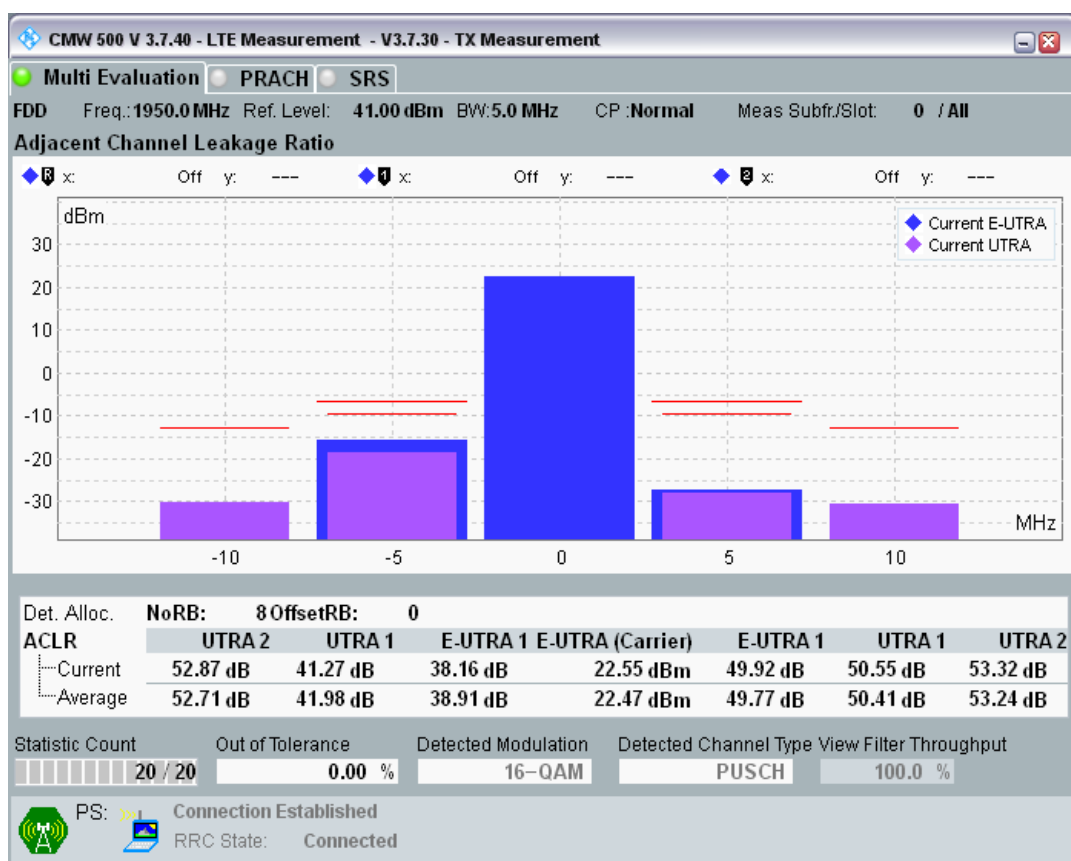 CMW 500 V 3.7.40 - LTE Measurement - V3.7.30 - TX Measurement
Multi Evaluation PRACH SRS
FDD Freq.: 1950.0 MHz Ref. Level: 41.00 dBm BW: 5.0 MHz CP : Normal Meas Subfr./Slot: 0 / All
Adjacent Channel Leakage Ratio
R x: Off y: --- 1 x: Off y: --- 2 x: Off y: ---
dBm
Current E-UTRA
Current UTRA
30
20
10
0
-10
-20
-30
MHz
-10 -5 0 5 10
Det. Alloc. NoRB: 8 OffsetRB: 0
ACLR UTRA 2 UTRA 1 E-UTRA 1 E-UTRA (Carrier) E-UTRA 1 UTRA 1 UTRA 2
Current 52.87 dB 41.27 dB 38.16 dB 22.55 dBm 49.92 dB 50.55 dB 53.32 dB
Average 52.71 dB 41.98 dB 38.91 dB 22.47 dBm 49.77 dB 50.41 dB 53.24 dB
Statistic Count Out of Tolerance Detected Modulation Detected Channel Type View Filter Throughput
20 / 20 0.00 % 16-QAM PUSCH 100.0 %
PS: Connection Established
RRC State: Connected